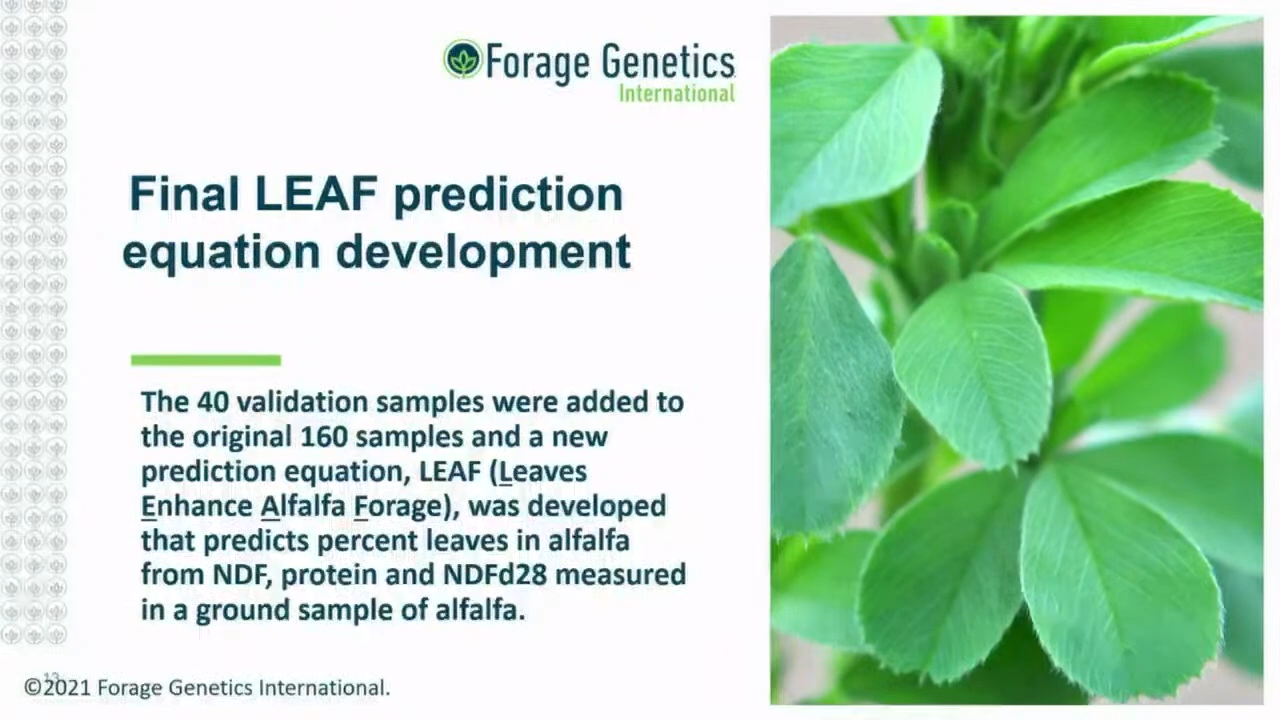 Forage Genetics
International
Final LEAF prediction
equation development
The 40 validation samples were added to
the original 160 samples and a new
prediction equation, LEAF (Leaves
Enhance Alfalfa Forage), was developed
that predicts percent leaves in alfalfa
from NDF, protein and NDFd28 measured
in a ground sample of alfalfa.
13
©2021 Forage Genetics International.